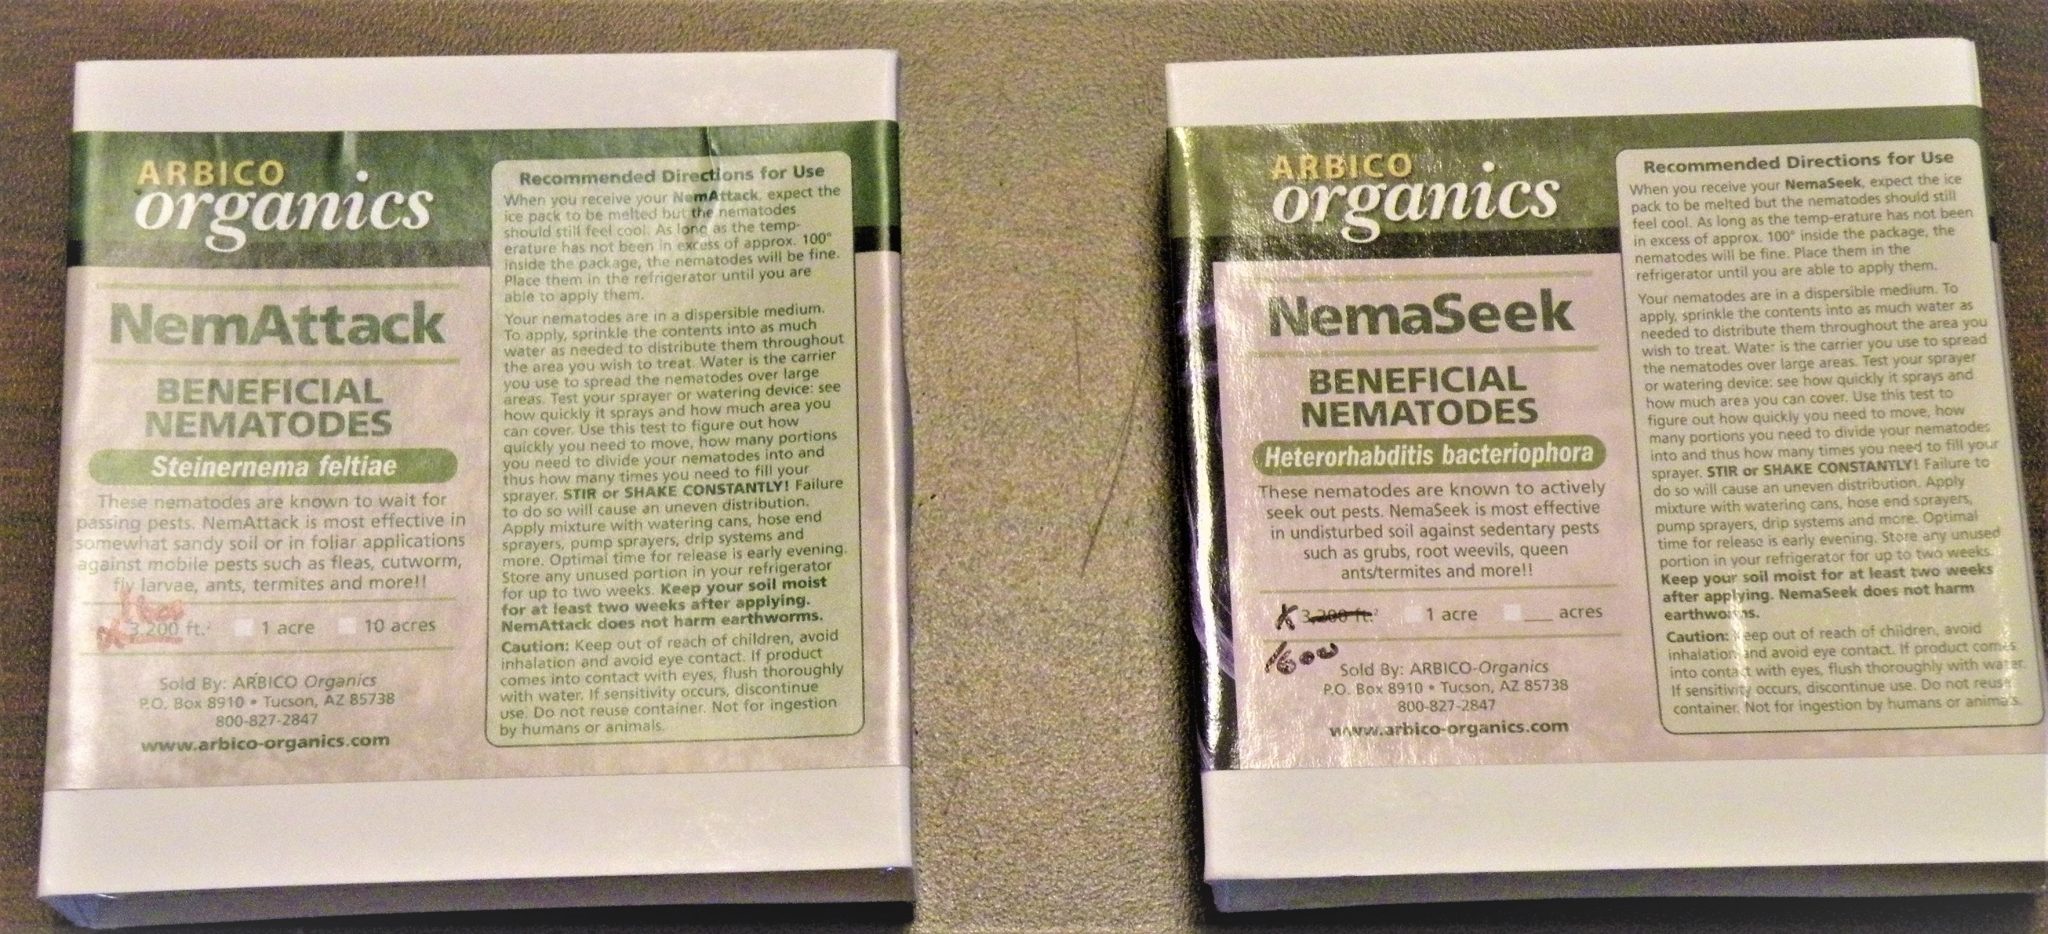 ARBICO
organics
NemAttack
BENEFICIAL
NEMATODES
Steinernema feltiae
These nematodes are known to wait for
passing pests. NemAttack is most effective in
somewhat sandy soil or in foliar applications
against mobile pests such as fleas, cutworm,
fly larvae, ants, termites and more!!
3,200 ft.² 1 acre 10 acres
Sold By: ARBICO Organics
P.O. Box 8910 • Tucson, AZ 85738
800-827-2847
www.arbico-organics.com
Recommended Directions for Use
When you receive your NemAttack, expect the
ice pack to be melted but the nematodes
should still feel cool. As long as the temp-
erature has not been in excess of approx. 100°
inside the package, the nematodes will be fine.
Place them in the refrigerator until you are
able to apply them.
Your nematodes are in a dispersible medium.
To apply, sprinkle the contents into as much
water as needed to distribute them throughout
the area you wish to treat. Water is the carrier
you use to spread the nematodes over large
areas. Test your sprayer or watering device: see
how quickly it sprays and how much area you
can cover. Use this test to figure out how
quickly you need to move, how many portions
you need to divide your nematodes into and
thus how many times you need to fill your
sprayer. STIR or SHAKE CONSTANTLY! Failure
to do so will cause an uneven distribution.
Apply mixture with watering cans, hose end
sprayers, pump sprayers, drip systems and
more. Optimal time for release is early evening.
Store any unused portion in your refrigerator
for up to two weeks. Keep your soil moist
for at least two weeks after applying.
NemAttack does not harm earthworms.
Caution: Keep out of reach of children, avoid
inhalation and avoid eye contact. If product
comes into contact with eyes, flush thoroughly
with water. If sensitivity occurs, discontinue
use. Do not reuse container. Not for ingestion
by humans or animals.
ARBICO
organics
NemaSeek
BENEFICIAL
NEMATODES
Heterorhabditis bacteriophora
These nematodes are known to actively
seek out pests. NemaSeek is most effective
in undisturbed soil against sedentary pests
such as grubs, root weevils, queen
ants/termites and more!!
X 3,200 ft.² 1 acre ___ acres
1600
Sold By: ARBICO-Organics
P.O. Box 8910 • Tucson, AZ 85738
800-827-2847
www.arbico-organics.com
Recommended Directions for Use
When you receive your NemaSeek, expect the ice
pack to be melted but the nematodes should still
feel cool. As long as the temp-erature has not been
in excess of approx. 100° inside the package, the
nematodes will be fine. Place them in the
refrigerator until you are able to apply them.
Your nematodes are in a dispersible medium. To
apply, sprinkle the contents into as much water as
needed to distribute them throughout the area you
wish to treat. Water is the carrier you use to spread
the nematodes over large areas. Test your sprayer
or watering device: see how quickly it sprays and
how much area you can cover. Use this test to
figure out how quickly you need to move, how
many portions you need to divide your nematodes
into and thus how many times you need to fill your
sprayer. STIR or SHAKE CONSTANTLY! Failure to
do so will cause an uneven distribution. Apply
mixture with watering cans, hose end sprayers,
pump sprayers, drip systems and more. Optimal
time for release is early evening. Store any unused
portion in your refrigerator for up to two weeks.
Keep your soil moist for at least two weeks
after applying. NemaSeek does not harm
earthworms.
Caution: Keep out of reach of children, avoid
inhalation and avoid eye contact. If product comes
into contact with eyes, flush thoroughly with water.
If sensitivity occurs, discontinue use. Do not reuse
container. Not for ingestion by humans or animals.